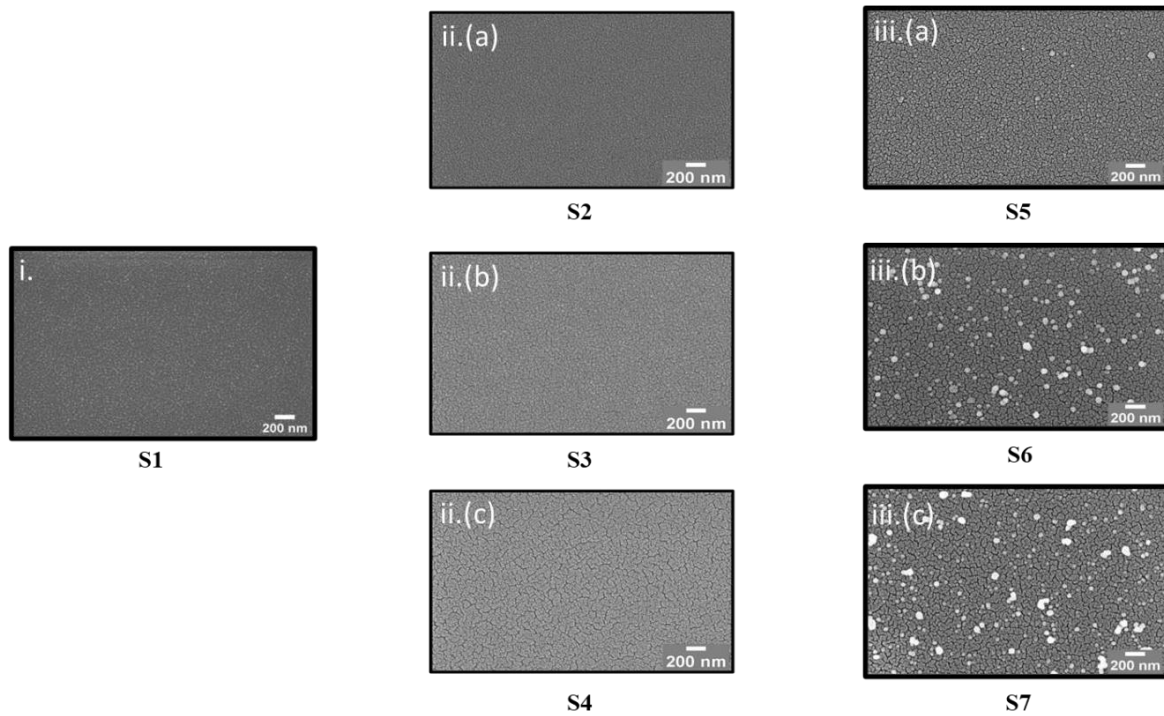 ii.(a)
200 nm
S2
iii.(a)
200 nm
S5
i.
200 nm
S1
ii.(b)
200 nm
S3
iii.(b)
200 nm
S6
ii.(c)
200 nm
S4
iii.(c)
200 nm
S7